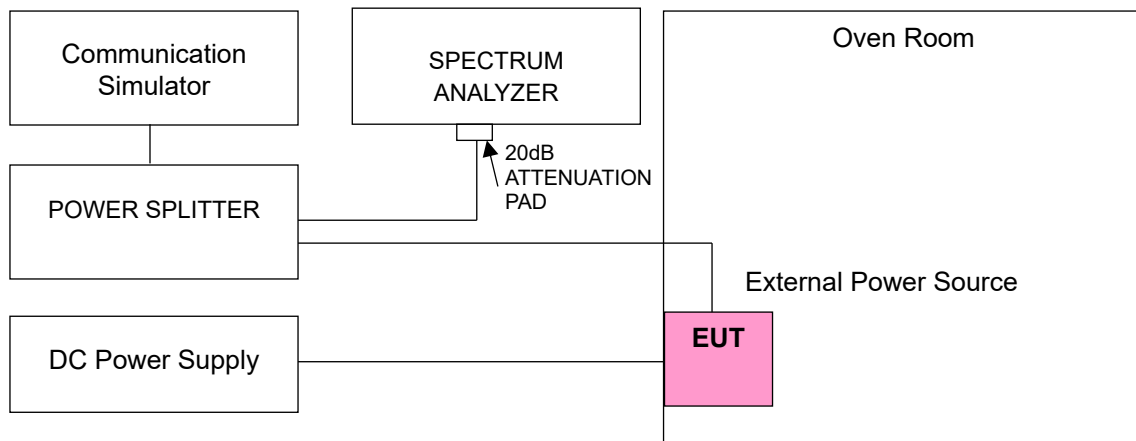 Communication
Simulator
SPECTRUM
ANALYZER
Oven Room
20dB
ATTENUATION
PAD
POWER SPLITTER
External Power Source
EUT
DC Power Supply